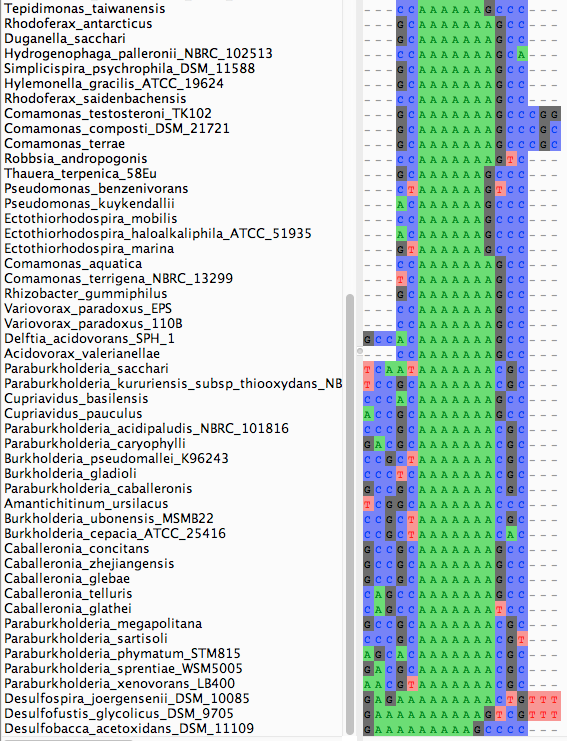 Tepidimonas_taiwanensis - - - C C A A A A A A G C C C - - -
Rhodoferax_antarcticus - - - G C A A A A A A A G C C - - -
Duganella_sacchari - - - G C A A A A A A A G C C - - -
Hydrogenophaga_palleronii_NBRC_102513 - - - C C A A A A A A A G C A - - -
Simplicispira_psychrophila_DSM_11588 - - - G C A A A A A A A G C C - - -
Hylemonella_gracilis_ATCC_19624 - - - G C A A A A A A A G C C - - -
Rhodoferax_saidenbachensis - - - C C A A A A A A A G C C - - -
Comamonas_testosteroni_TK102 - - - G C A A A A A A A G C C C G G
Comamonas_composti_DSM_21721 - - - G C A A A A A A A G C C C G C
Comamonas_terrae - - - G C A A A A A A A G C C C G C
Robbsia_andropogonis - - - C C A A A A A A A G T C - - -
Thauera_terpenica_58Eu - - - G C A A A A A A G C C C - - -
Pseudomonas_benzenivorans - - - C T A A A A A A G T C C - - -
Pseudomonas_kuykendallii - - - A C A A A A A A G C C C - - -
Ectothiorhodospira_mobilis - - - C C A A A A A A G C C C - - -
Ectothiorhodospira_haloalkaliphila_ATCC_51935 - - - A C A A A A A A G C C C - - -
Ectothiorhodospira_marina - - - G T A A A A A A G C C C - - -
Comamonas_aquatica - - - C C A A A A A A A G C C - - -
Comamonas_terrigena_NBRC_13299 - - - T C A A A A A A A G C C - - -
Rhizobacter_gummiphilus - - - G C A A A A A A A G C C - - -
Variovorax_paradoxus_EPS - - - C C A A A A A A A G C C - - -
Variovorax_paradoxus_110B - - - C C A A A A A A A G C C - - -
Delftia_acidovorans_SPH_1 G C C A C A A A A A A A G C C - - -
Acidovorax_valerianellae - - - C C A A A A A A A G C C - - -
Paraburkholderia_sacchari T C A A T A A A A A A A C G C - - -
Paraburkholderia_kururiensis_subsp_thiooxydans_NB T C C G C A A A A A A A C G C - - -
Cupriavidus_basilensis C C C A C A A A A A A A G C C - - -
Cupriavidus_pauculus A C C G C A A A A A A A G C C - - -
Paraburkholderia_acidipaludis_NBRC_101816 C C C G C A A A A A A A C G C - - -
Paraburkholderia_caryophylli G A C G C A A A A A A A C G C - - -
Burkholderia_pseudomallei_K96243 C C G C T A A A A A A A C G C - - -
Burkholderia_gladioli C C C T C A A A A A A A C G C - - -
Paraburkholderia_caballeronis G C C G C A A A A A A A C G C - - -
Amantichitinum_ursilacus T C G G C A A A A A A A C G C - - -
Burkholderia_ubonensis_MSMB22 C C G C T A A A A A A A C G C - - -
Burkholderia_cepacia_ATCC_25416 C C G C T A A A A A A A C A C - - -
Caballeronia_concitans G C C G C A A A A A A A G C C - - -
Caballeronia_zhejiangensis G C C G C A A A A A A A G C C - - -
Caballeronia_glebae G C C G C A A A A A A A G C C - - -
Caballeronia_telluris C A G C C A A A A A A A G C C - - -
Caballeronia_glathei C A G C C A A A A A A A T C C - - -
Paraburkholderia_megapolitana G C C G C A A A A A A A C G C - - -
Paraburkholderia_sartisoli C C C G C A A A A A A A C G T - - -
Paraburkholderia_phymatum_STM815 A G C A C A A A A A A A C G C - - -
Paraburkholderia_sprentiae_WSM5005 G A C G C A A A A A A A C G C - - -
Paraburkholderia_xenovorans_LB400 A A C G T A A A A A A A C G C - - -
Desulfospira_joergensenii_DSM_10085 G A G A A A A A A A A A C T G T T T
Desulfofustis_glycolicus_DSM_9705 G A A A A A A A A A A G T C G T T T
Desulfobacca_acetoxidans_DSM_11109 G A A A A A A A A A G C C C C - - -